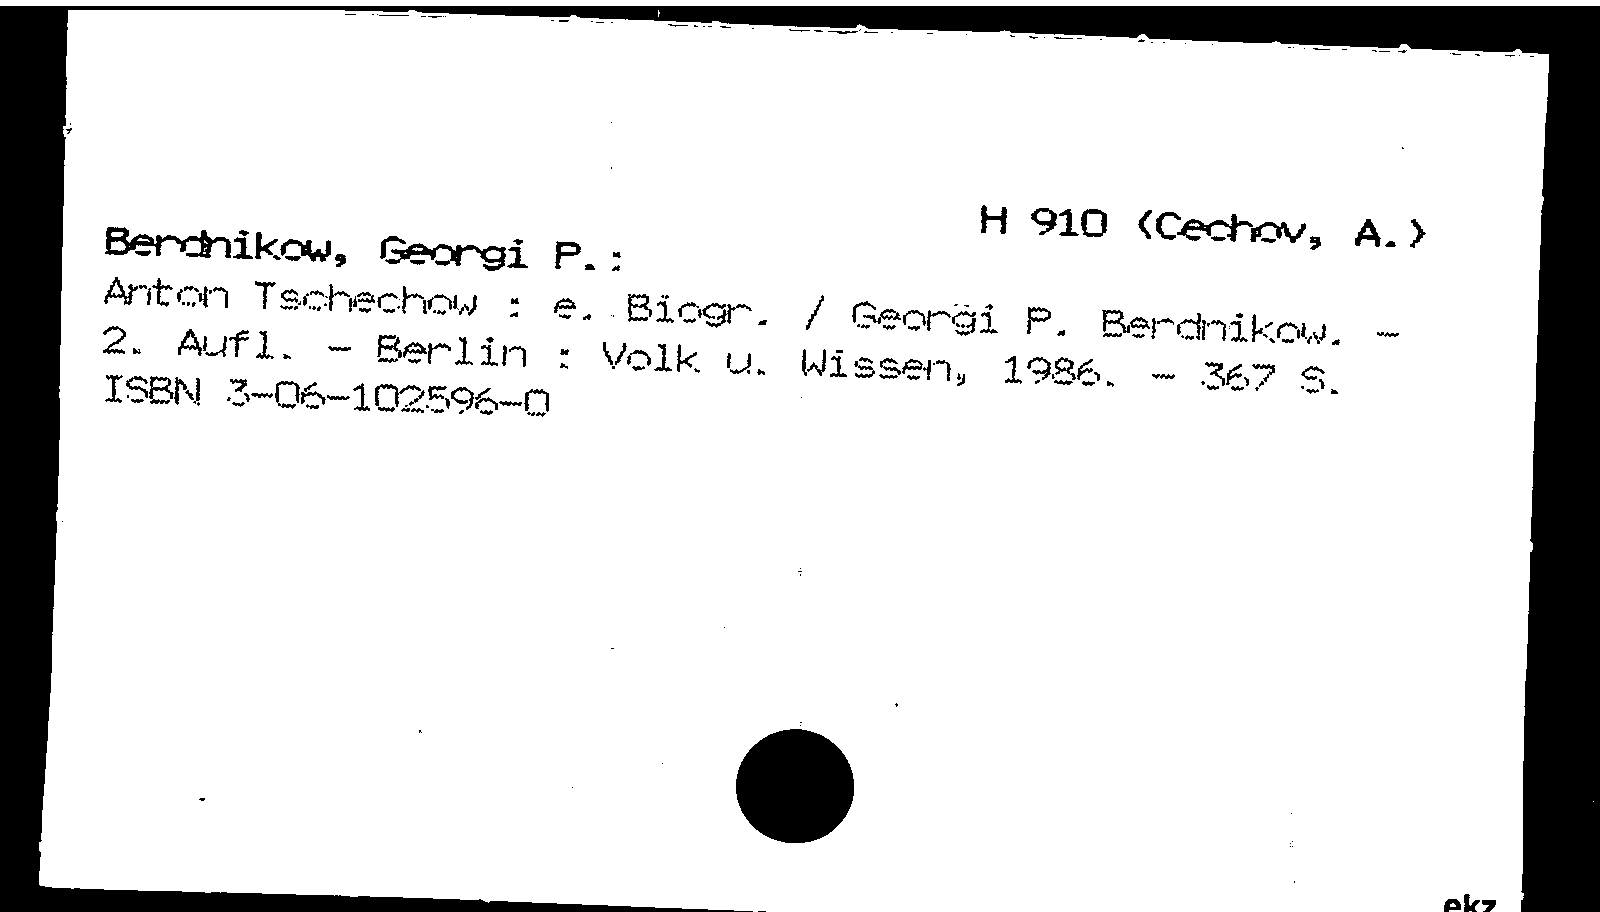 H 910 (Cechov, A.)
Berdnikow, Georgi P.:
Anton Tschechow : e. Biogr. / Georgi P. Berdnikow. -
2. Aufl. - Berlin : Volk u. Wissen, 1986. - 367 S.
ISBN 3-06-102596-0
ekz